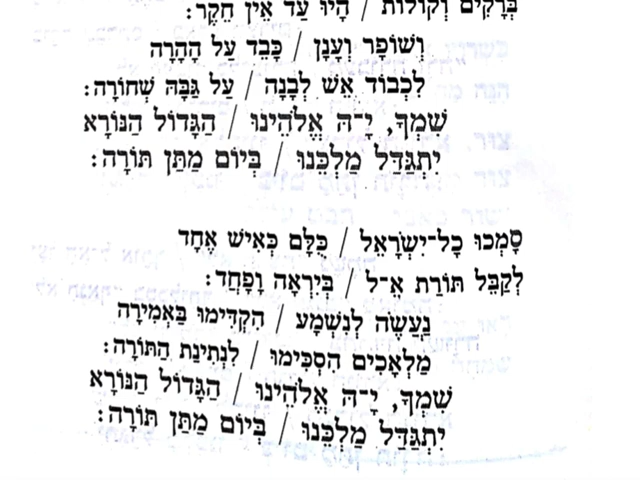 בְּרָקִים וְקוֹלוֹת / הָיוּ עַד אֵין חֵקֶר:
וְשׁוֹפָר וְעָנָן / כָּבֵד עַל הָהָרָה
לִכְבוֹד אֵשׁ לְבָנָה / עַל גַּבָּהּ שְׁחוֹרָה:
שִׁמְךָ, יָ־הּ אֱלֹהֵינוּ / הַגָּדוֹל הַנּוֹרָא
יִתְגַּדַּל מַלְכֵּנוּ / בְּיוֹם מַתַּן תּוֹרָה:
סָמְכוּ כָל־יִשְׂרָאֵל / כֻּלָּם כְּאִישׁ אֶחָד
לְקַבֵּל תּוֹרַת אֵ־ל / בְּיִרְאָה וָפָחַד:
נַעֲשֶׂה לְנִשְׁמָע / הִקְדִּימוּ בַּאֲמִירָה
מַלְאָכִים הִסְכִּימוּ / לִנְתִינַת הַתּוֹרָה:
שִׁמְךָ, יָ־הּ אֱלֹהֵינוּ / הַגָּדוֹל הַנּוֹרָא
יִתְגַּדַּל מַלְכֵּנוּ / בְּיוֹם מַתַּן תּוֹרָה: